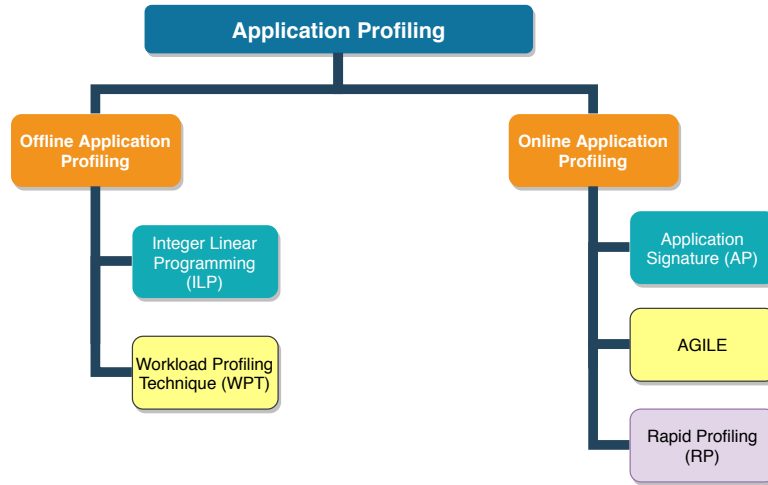 Application Profiling
Offline Application
Profiling
Online Application
Profiling
Integer Linear
Programming
(ILP)
Application
Signature (AP)
Workload Profiling
Technique (WPT)
AGILE
Rapid Profiling
(RP)